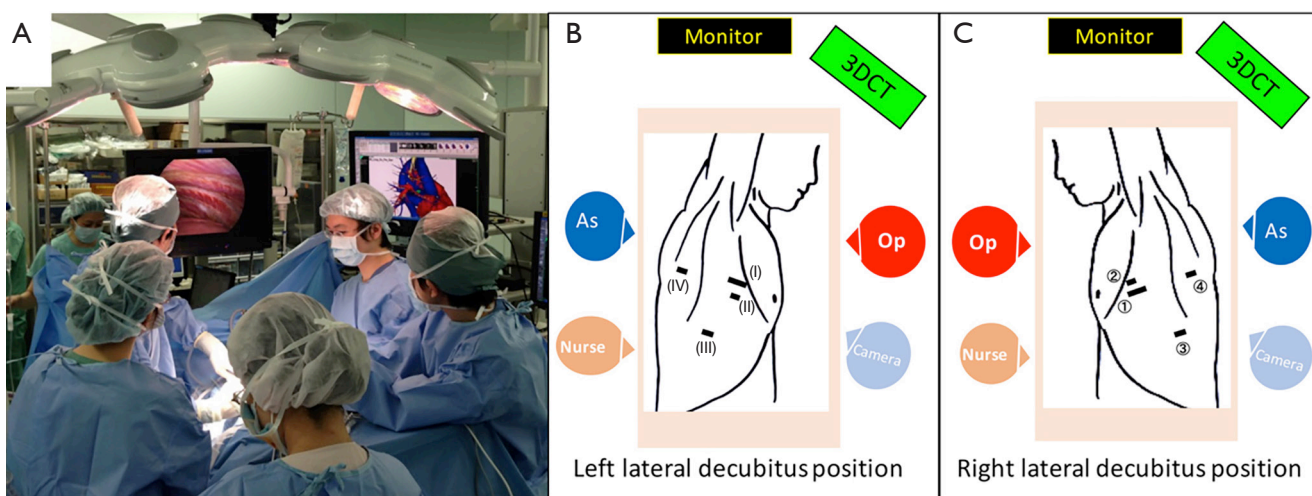 A
B
Monitor
3DCT
As
Op
(I)
(II)
(IV)
(III)
Nurse
Camera
Left lateral decubitus position
C
Monitor
3DCT
Op
As
②
①
④
③
Nurse
Camera
Right lateral decubitus position